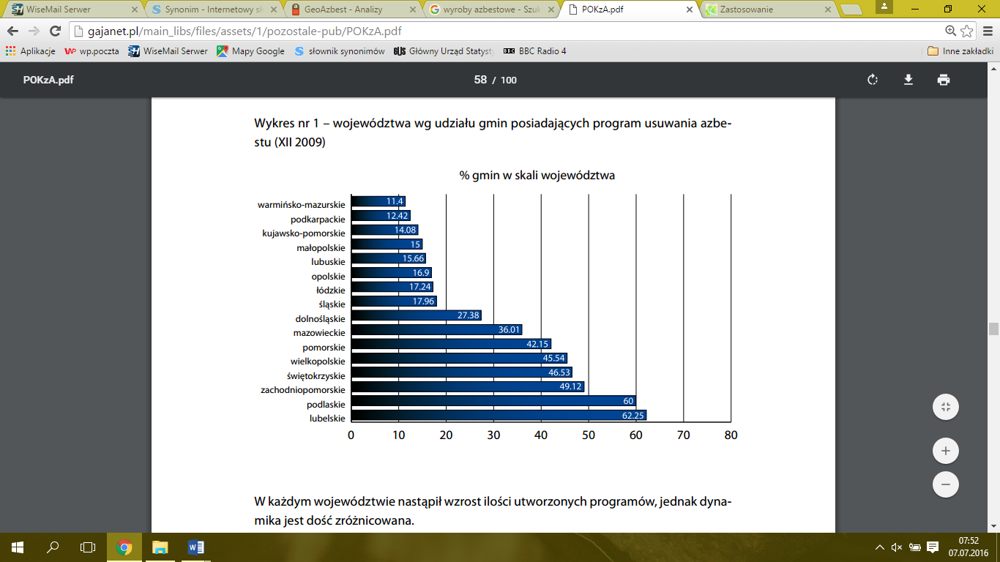 WiseMail Serwer
Synonim - Internetowy sł
GeoAzbest - Analizy
wyroby azbestowe - Szuk
POKzA.pdf
Zastosowanie
gajanet.pl/main_libs/files/assets/1/pozostale-pub/POKzA.pdf
Aplikacje
wp.poczta
WiseMail Serwer
Mapy Google
słownik synonimów
Główny Urząd Statysty
BBC Radio 4
Inne zakładki
POKzA.pdf
58 / 100
Wykres nr 1 – województwa wg udziału gmin posiadających program usuwania azbe-
stu (XII 2009)
% gmin w skali województwa
warmińsko-mazurskie 11.4
podkarpackie 12.42
kujawsko-pomorskie 14.08
małopolskie 15
lubuskie 15.66
opolskie 16.9
łódzkie 17.24
śląskie 17.96
dolnośląskie 27.38
mazowieckie 36.01
pomorskie 42.15
wielkopolskie 45.54
świętokrzyskie 46.53
zachodniopomorskie 49.12
podlaskie 60
lubelskie 62.25
0 10 20 30 40 50 60 70 80
W każdym województwie nastąpił wzrost ilości utworzonych programów, jednak dyna-
mika jest dość zróżnicowana.
07:52
07.07.2016